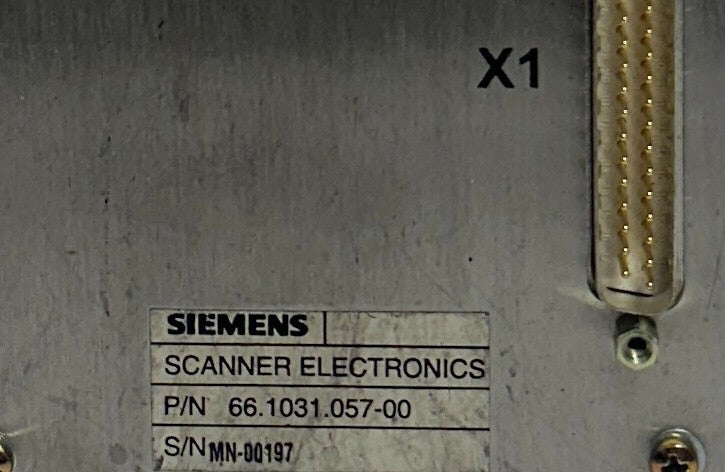 X1
SIEMENS
SCANNER ELECTRONICS
P/N 66.1031.057-00
S/N MN-00197